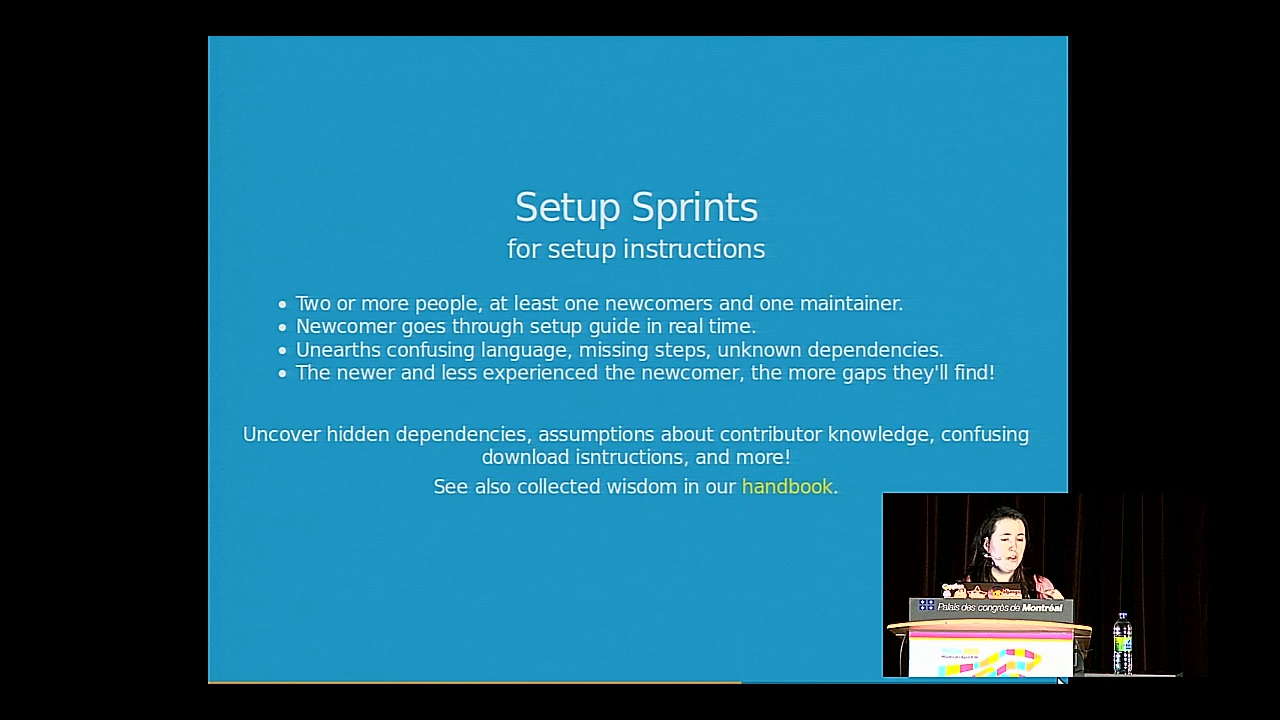 Setup Sprints
for setup instructions
Two or more people, at least one newcomers and one maintainer.
Newcomer goes through setup guide in real time.
Unearths confusing language, missing steps, unknown dependencies.
The newer and less experienced the newcomer, the more gaps they'll find!
Uncover hidden dependencies, assumptions about contributor knowledge, confusing
download isntructions, and more!
See also collected wisdom in our handbook.
Palais des congrès de Montréal